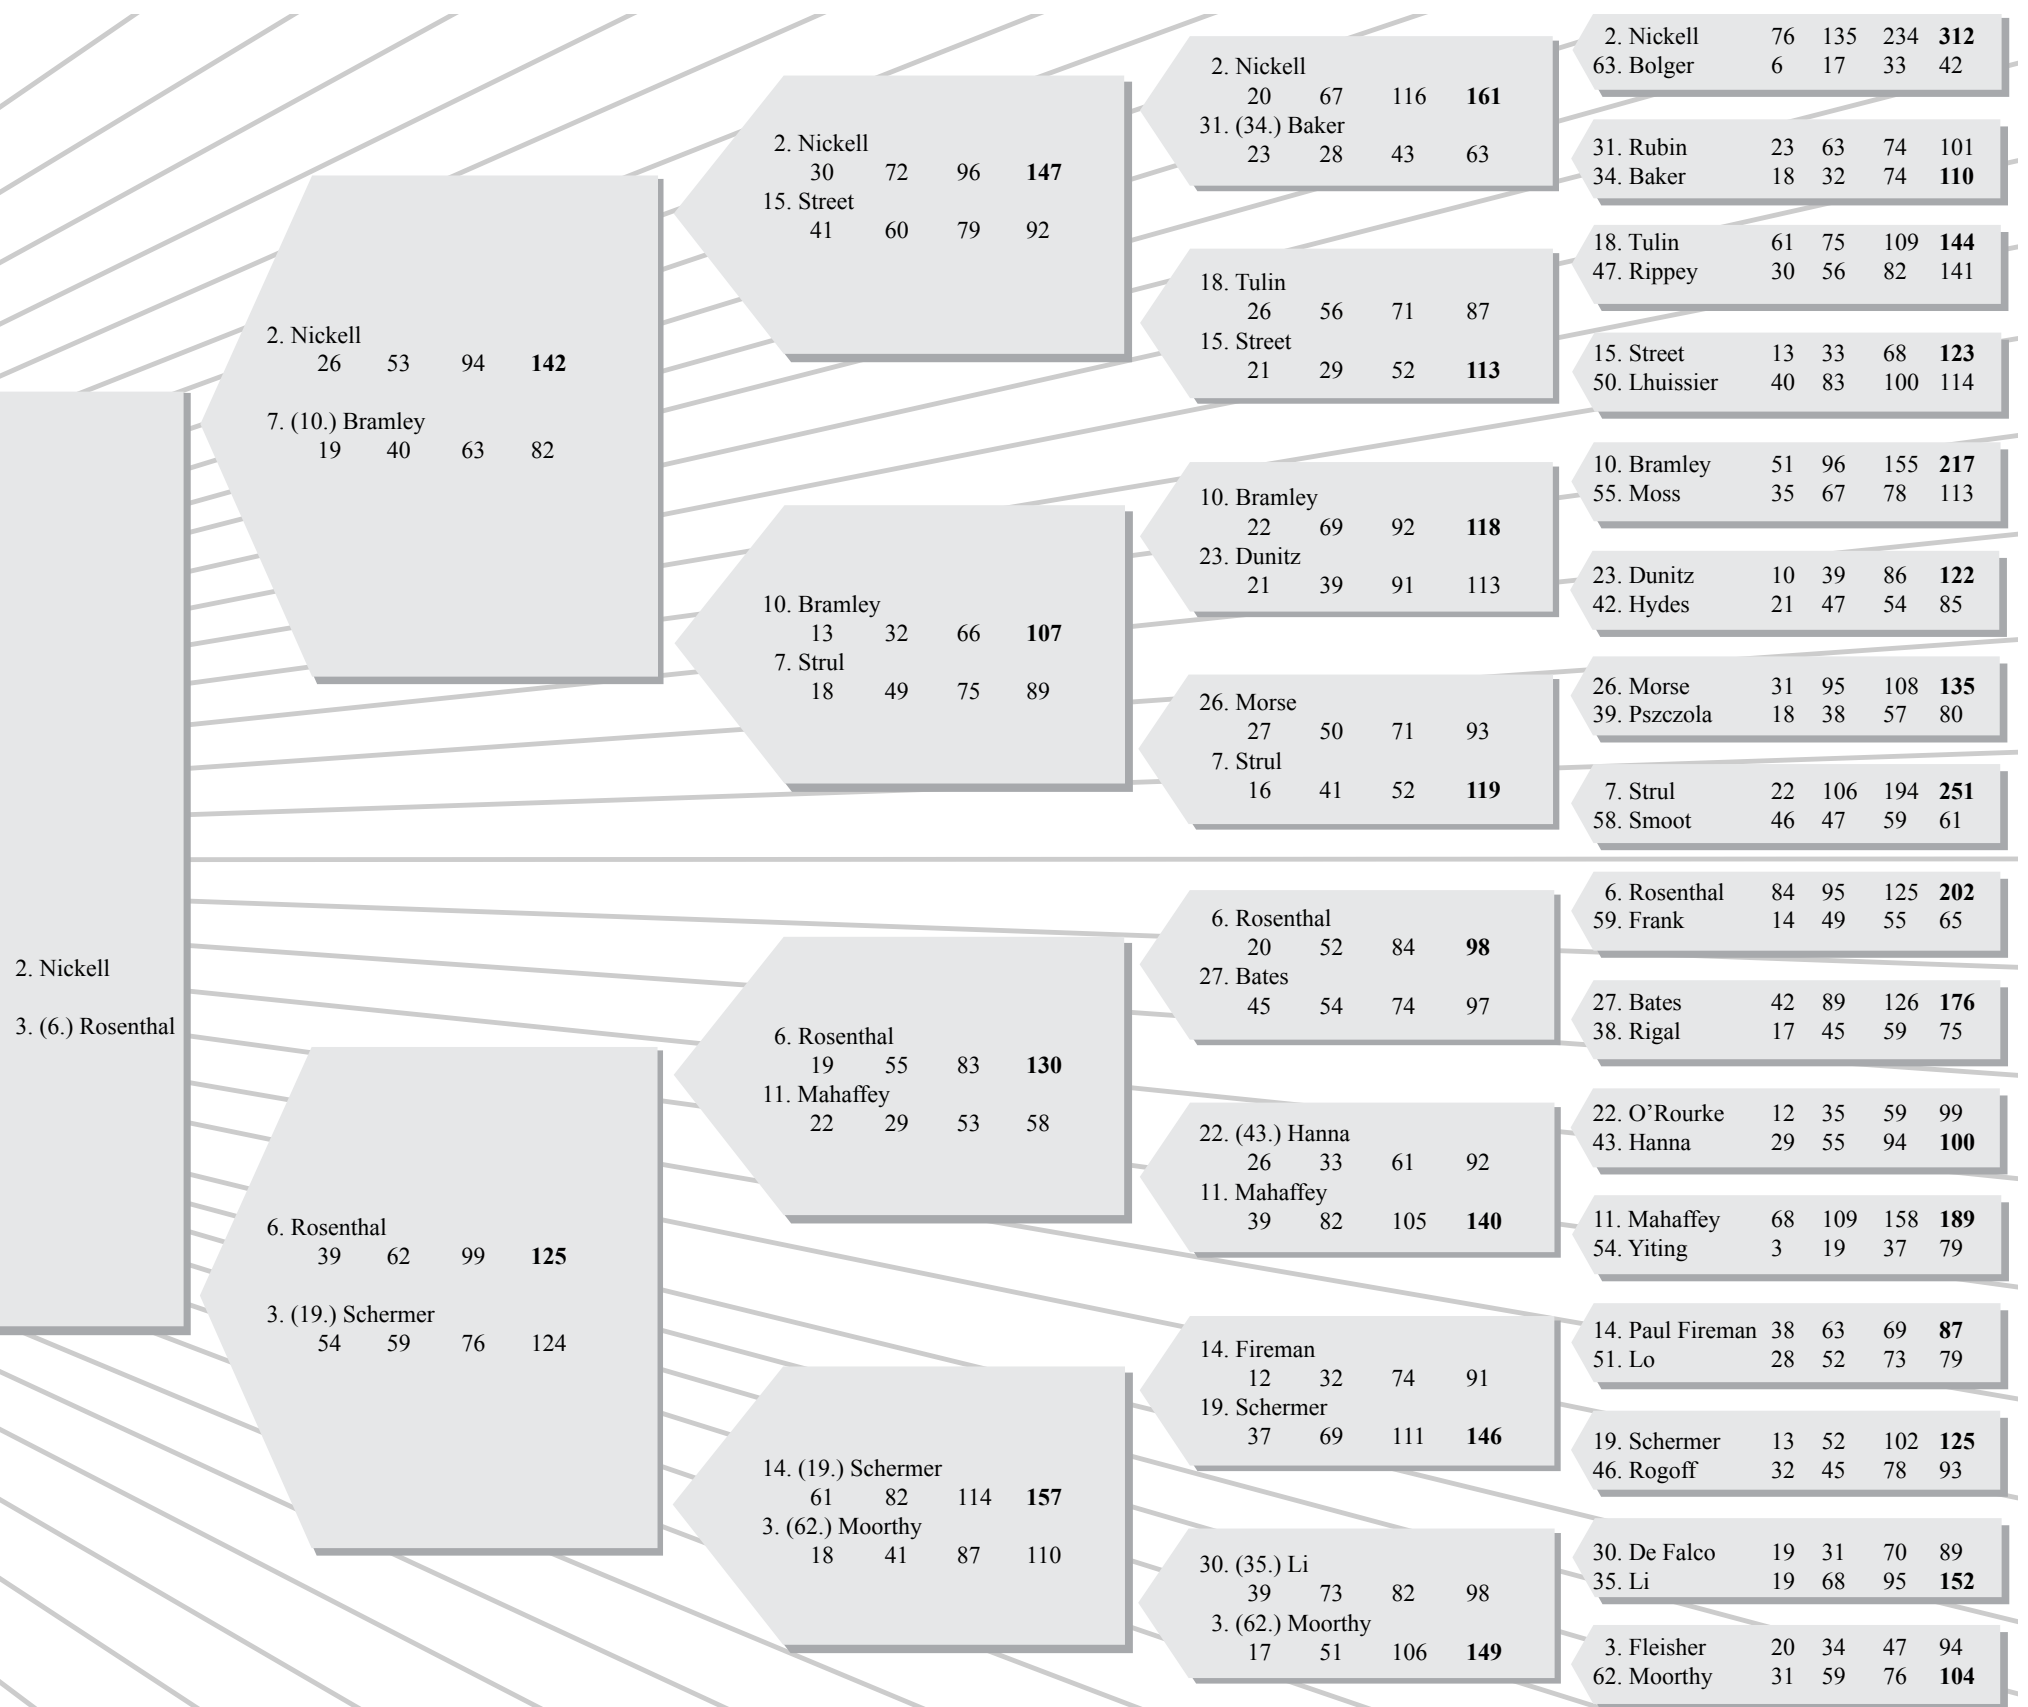 2. Nickell
3. (6.) Rosenthal
2. Nickell
26 53 94 142
7. (10.) Bramley
19 40 63 82
6. Rosenthal
39 62 99 125
3. (19.) Schermer
54 59 76 124
2. Nickell
30 72 96 147
15. Street
41 60 79 92
10. Bramley
13 32 66 107
7. Strul
18 49 75 89
6. Rosenthal
19 55 83 130
11. Mahaffey
22 29 53 58
14. (19.) Schermer
61 82 114 157
3. (62.) Moorthy
18 41 87 110
2. Nickell
20 67 116 161
31. (34.) Baker
23 28 43 63
18. Tulin
26 56 71 87
15. Street
21 29 52 113
10. Bramley
22 69 92 118
23. Dunitz
21 39 91 113
26. Morse
27 50 71 93
7. Strul
16 41 52 119
6. Rosenthal
20 52 84 98
27. Bates
45 54 74 97
22. (43.) Hanna
26 33 61 92
11. Mahaffey
39 82 105 140
14. Fireman
12 32 74 91
19. Schermer
37 69 111 146
30. (35.) Li
39 73 82 98
3. (62.) Moorthy
17 51 106 149
2. Nickell 76 135 234 312
63. Bolger 6 17 33 42
31. Rubin 23 63 74 101
34. Baker 18 32 74 110
18. Tulin 61 75 109 144
47. Rippey 30 56 82 141
15. Street 13 33 68 123
50. Lhuissier 40 83 100 114
10. Bramley 51 96 155 217
55. Moss 35 67 78 113
23. Dunitz 10 39 86 122
42. Hydes 21 47 54 85
26. Morse 31 95 108 135
39. Pszczola 18 38 57 80
7. Strul 22 106 194 251
58. Smoot 46 47 59 61
6. Rosenthal 84 95 125 202
59. Frank 14 49 55 65
27. Bates 42 89 126 176
38. Rigal 17 45 59 75
22. O’Rourke 12 35 59 99
43. Hanna 29 55 94 100
11. Mahaffey 68 109 158 189
54. Yiting 3 19 37 79
14. Paul Fireman 38 63 69 87
51. Lo 28 52 73 79
19. Schermer 13 52 102 125
46. Rogoff 32 45 78 93
30. De Falco 19 31 70 89
35. Li 19 68 95 152
3. Fleisher 20 34 47 94
62. Moorthy 31 59 76 104